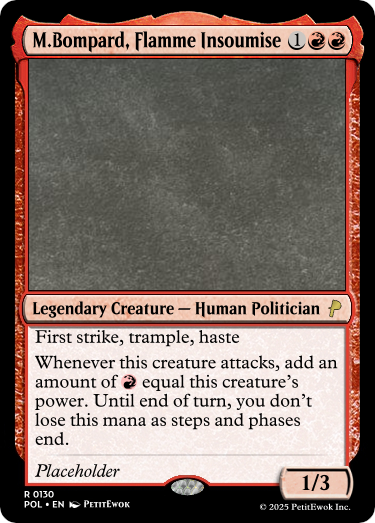 M.Bompard, Flamme Insoumise 1
Legendary Creature — Human Politician
First strike, trample, haste
Whenever this creature attacks, add an
amount of equal this creature's
power. Until end of turn, you don't
lose this mana as steps and phases
end.
Placeholder
1/3
R 0130
POL • EN PetitEwok
© 2025 PetitEwok Inc.